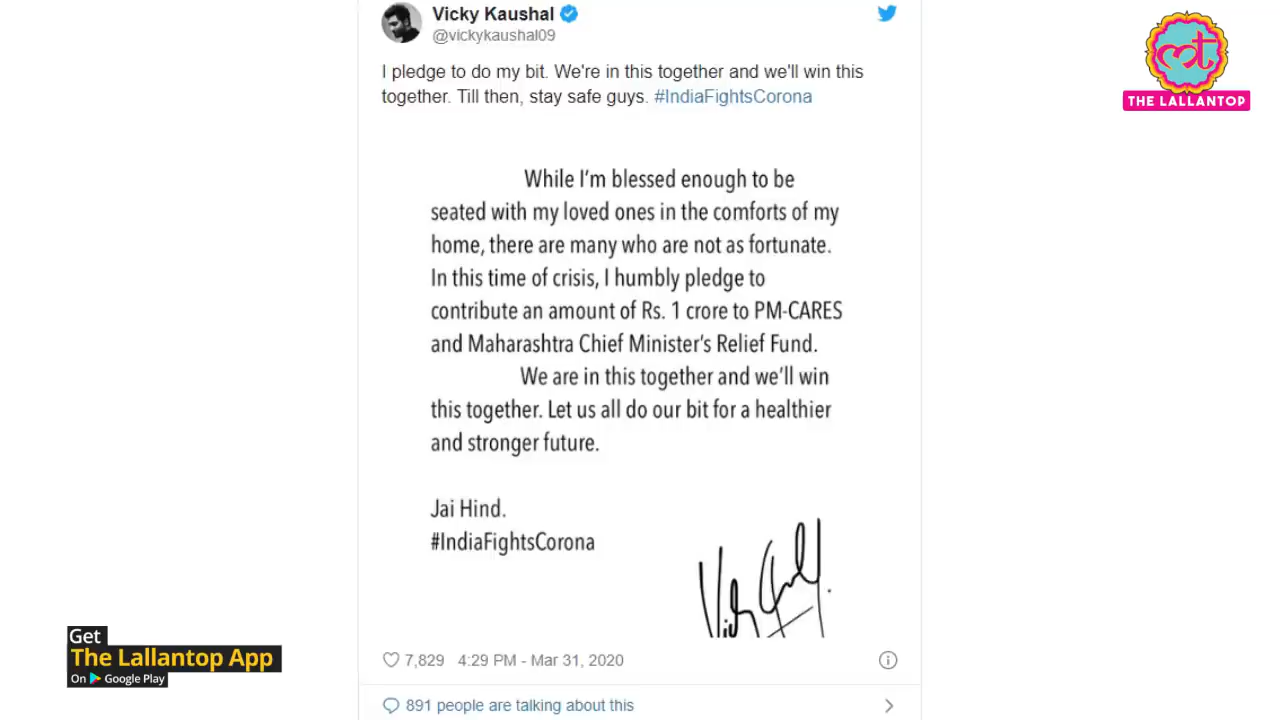 Vicky Kaushal
@vickykaushal09
I pledge to do my bit. We're in this together and we'll win this
together. Till then, stay safe guys. #IndiaFightsCorona
While I'm blessed enough to be
seated with my loved ones in the comforts of my
home, there are many who are not as fortunate.
In this time of crisis, I humbly pledge to
contribute an amount of Rs. 1 crore to PM-CARES
and Maharashtra Chief Minister's Relief Fund.
We are in this together and we'll win
this together. Let us all do our bit for a healthier
and stronger future.
Jai Hind.
#IndiaFightsCorona
7,829 4:29 PM - Mar 31, 2020
891 people are talking about this
THE LALLANTOP
Get
The Lallantop App
On Google Play